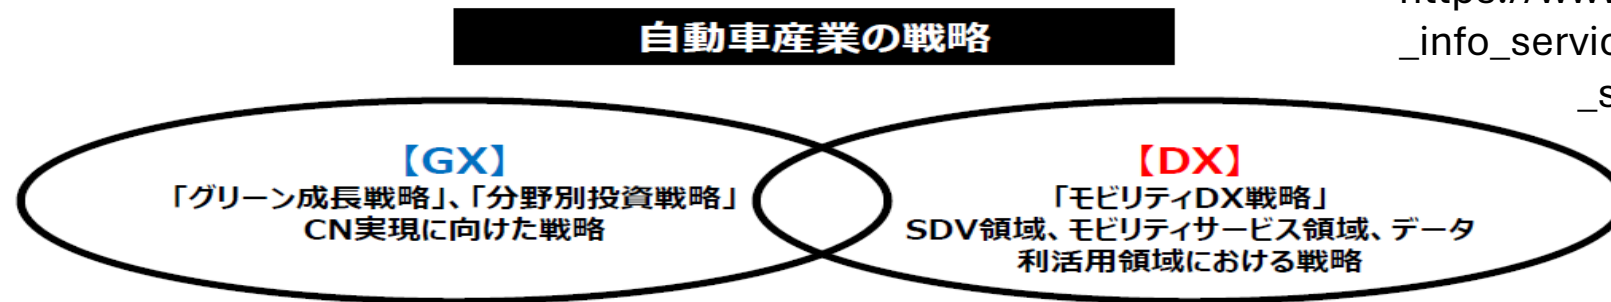 自動車産業の戦略
_info_servic
_s
【GX】
「グリーン成長戦略」、「分野別投資戦略」
CN実現に向けた戦略
【DX】
「モビリティDX戦略」
SDV領域、モビリティサービス領域、データ
利活用領域における戦略